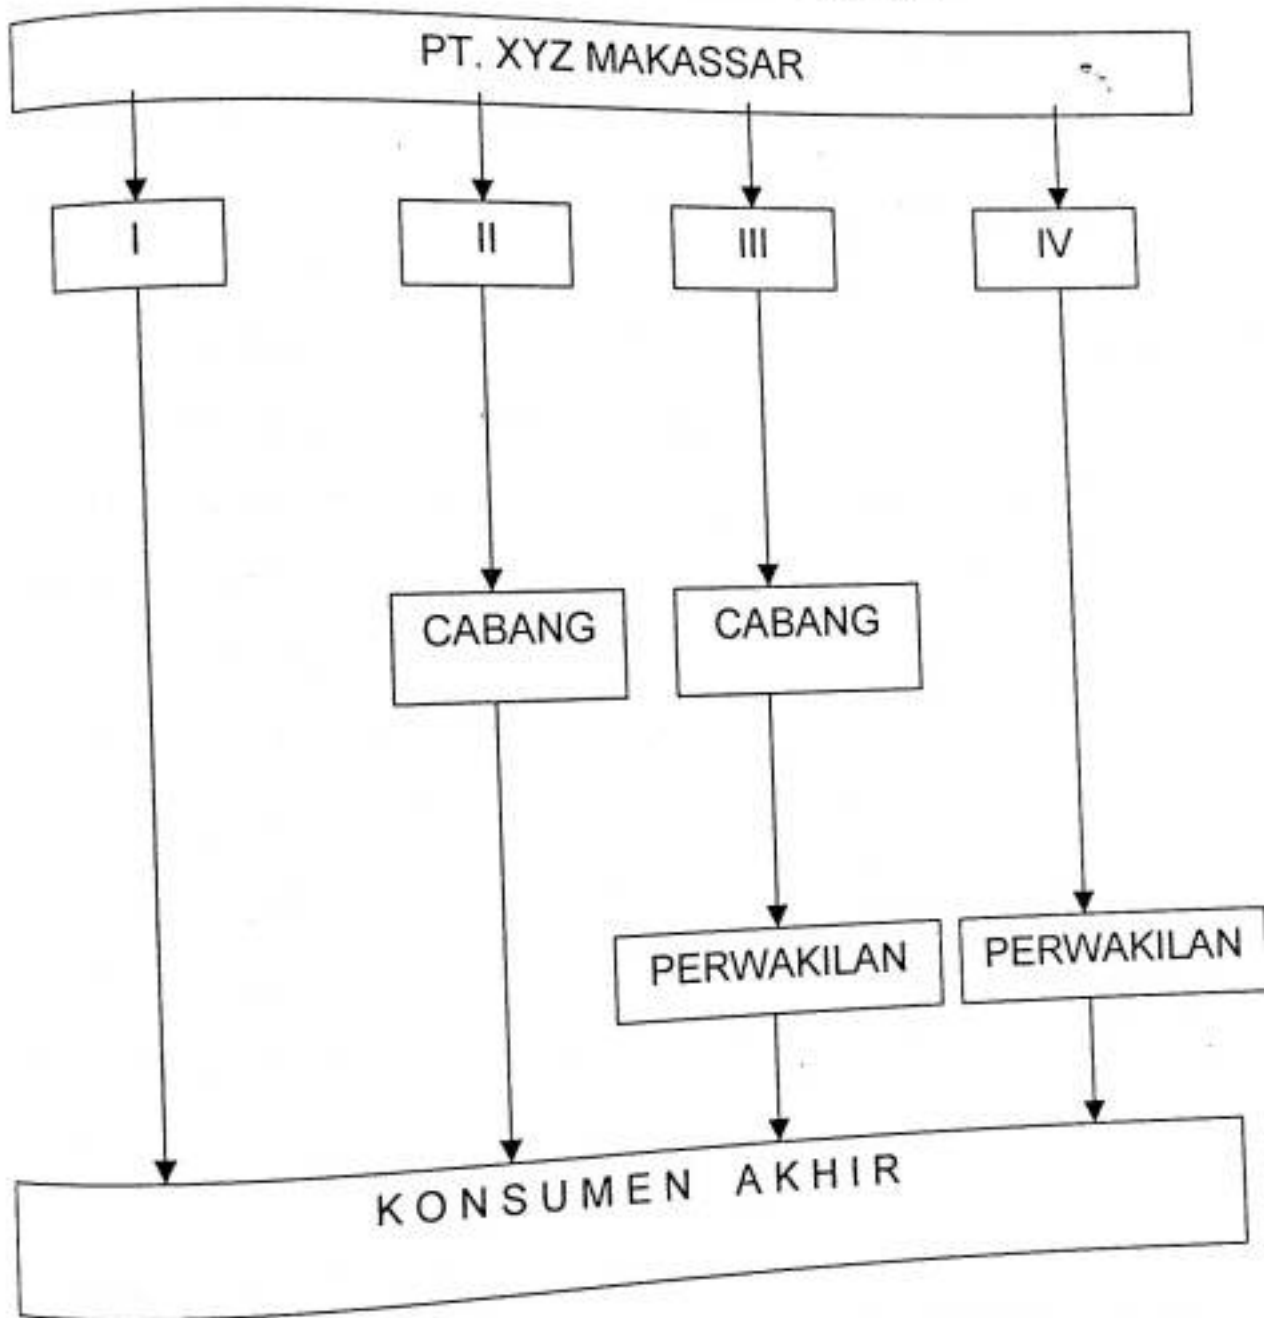 PT. XYZ MAKASSAR
I
II
III
IV
CABANG
CABANG
PERWAKILAN
PERWAKILAN
KONSUMEN AKHIR